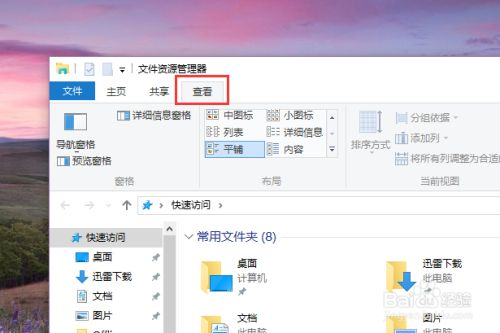 文件资源管理器
文件 主页 共享 查看
导航窗格
预览窗格
详细信息窗格
窗格
中图标 小图标
列表 详细信息
平铺 内容
布局
排序方式
分组依据
添加列
将所有列调整为合适
当前视图
快速访问
快速访问
桌面
迅雷下载
文档
图片
常用文件夹 (8)
桌面
计算机
迅雷下载
此电脑
文档
此电脑
图片
此电脑
Baidu经验